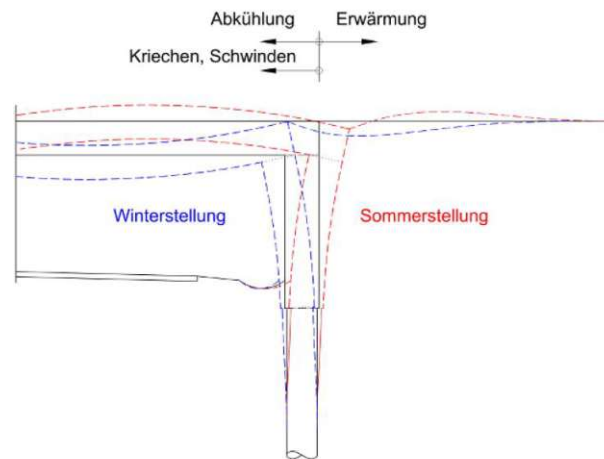 Abkühlung Erwärmung
Kriechen, Schwinden
Winterstellung Sommerstellung